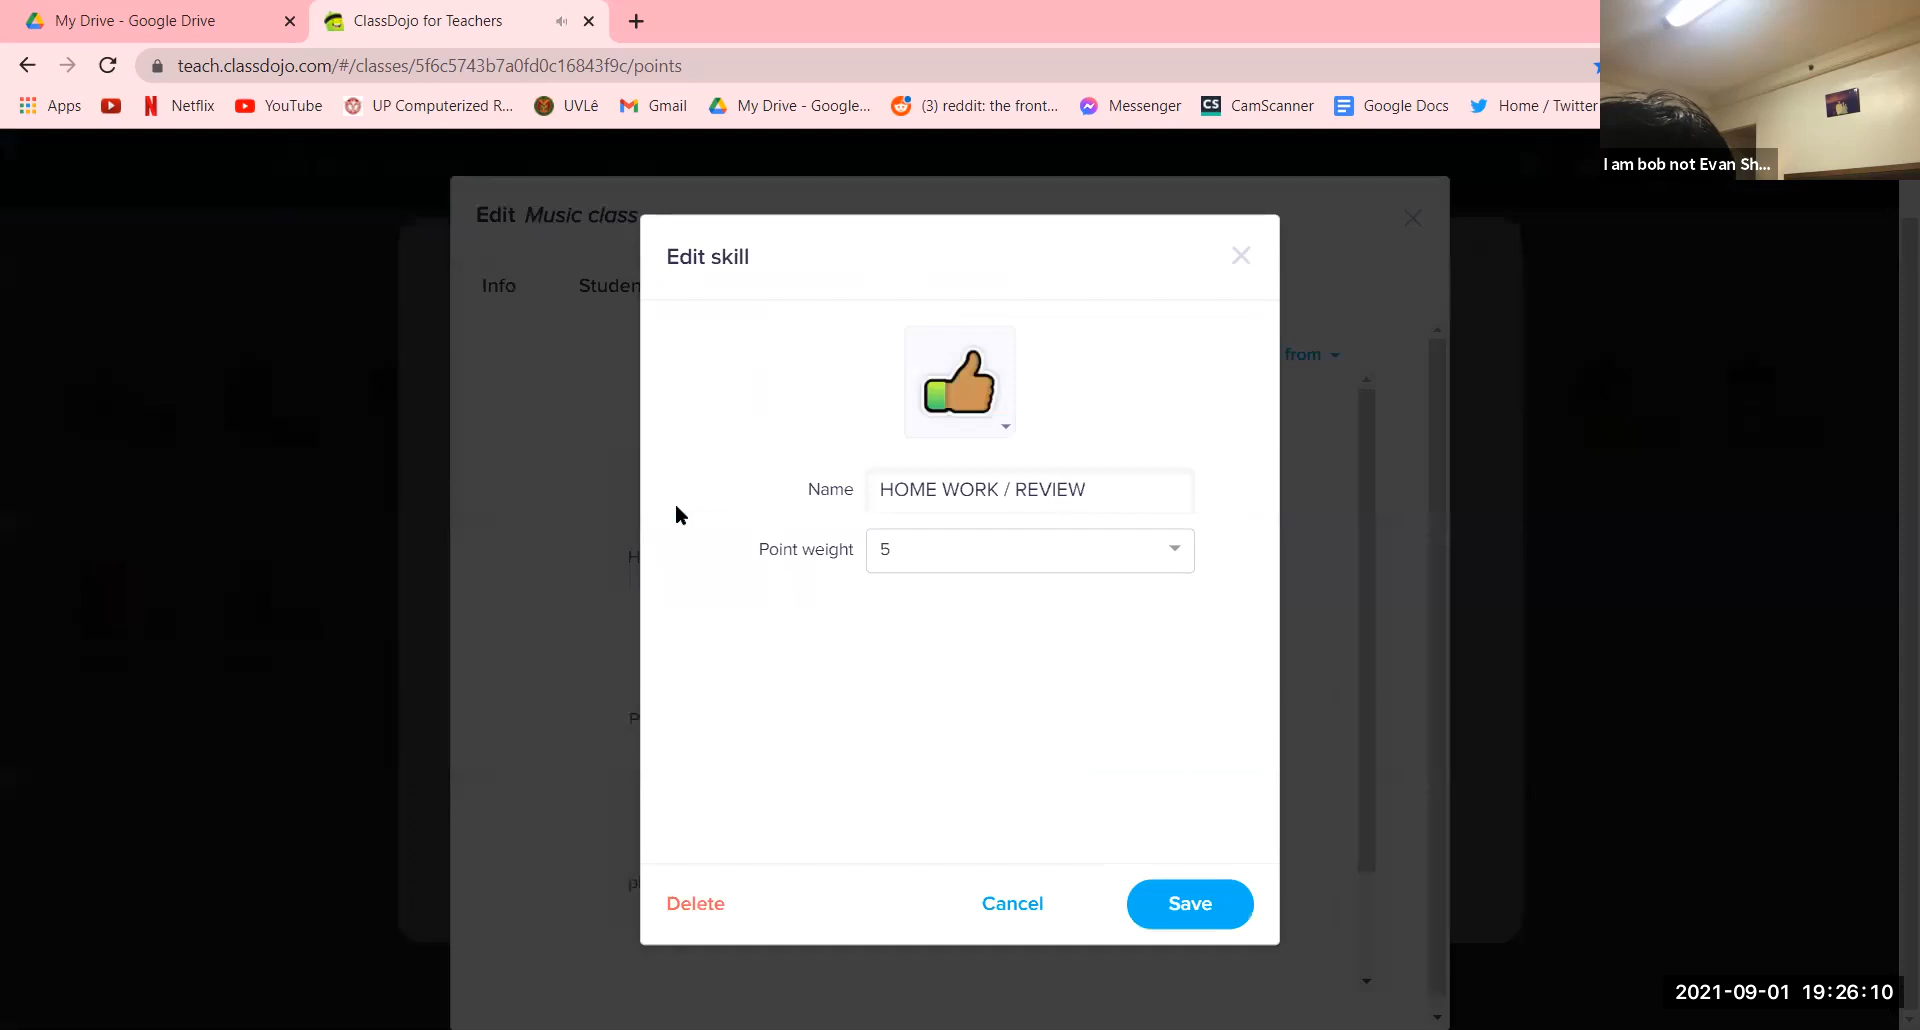 My Drive - Google Drive
ClassDojo for Teachers
teach.classdojo.com/#/classes/5f6c5743b7a0fd0c16843f9c/points
Apps
Netflix
YouTube
UP Computerized R...
UVLê
Gmail
My Drive - Google...
(3) reddit: the front...
Messenger
CS
CamScanner
Google Docs
Home / Twitter
I am bob not Evan Sh...
Edit Music class
Info
Studen
from
Edit skill
Name
HOME WORK / REVIEW
Point weight
5
H
P
Delete
Cancel
Save
2021-09-01 19:26:10